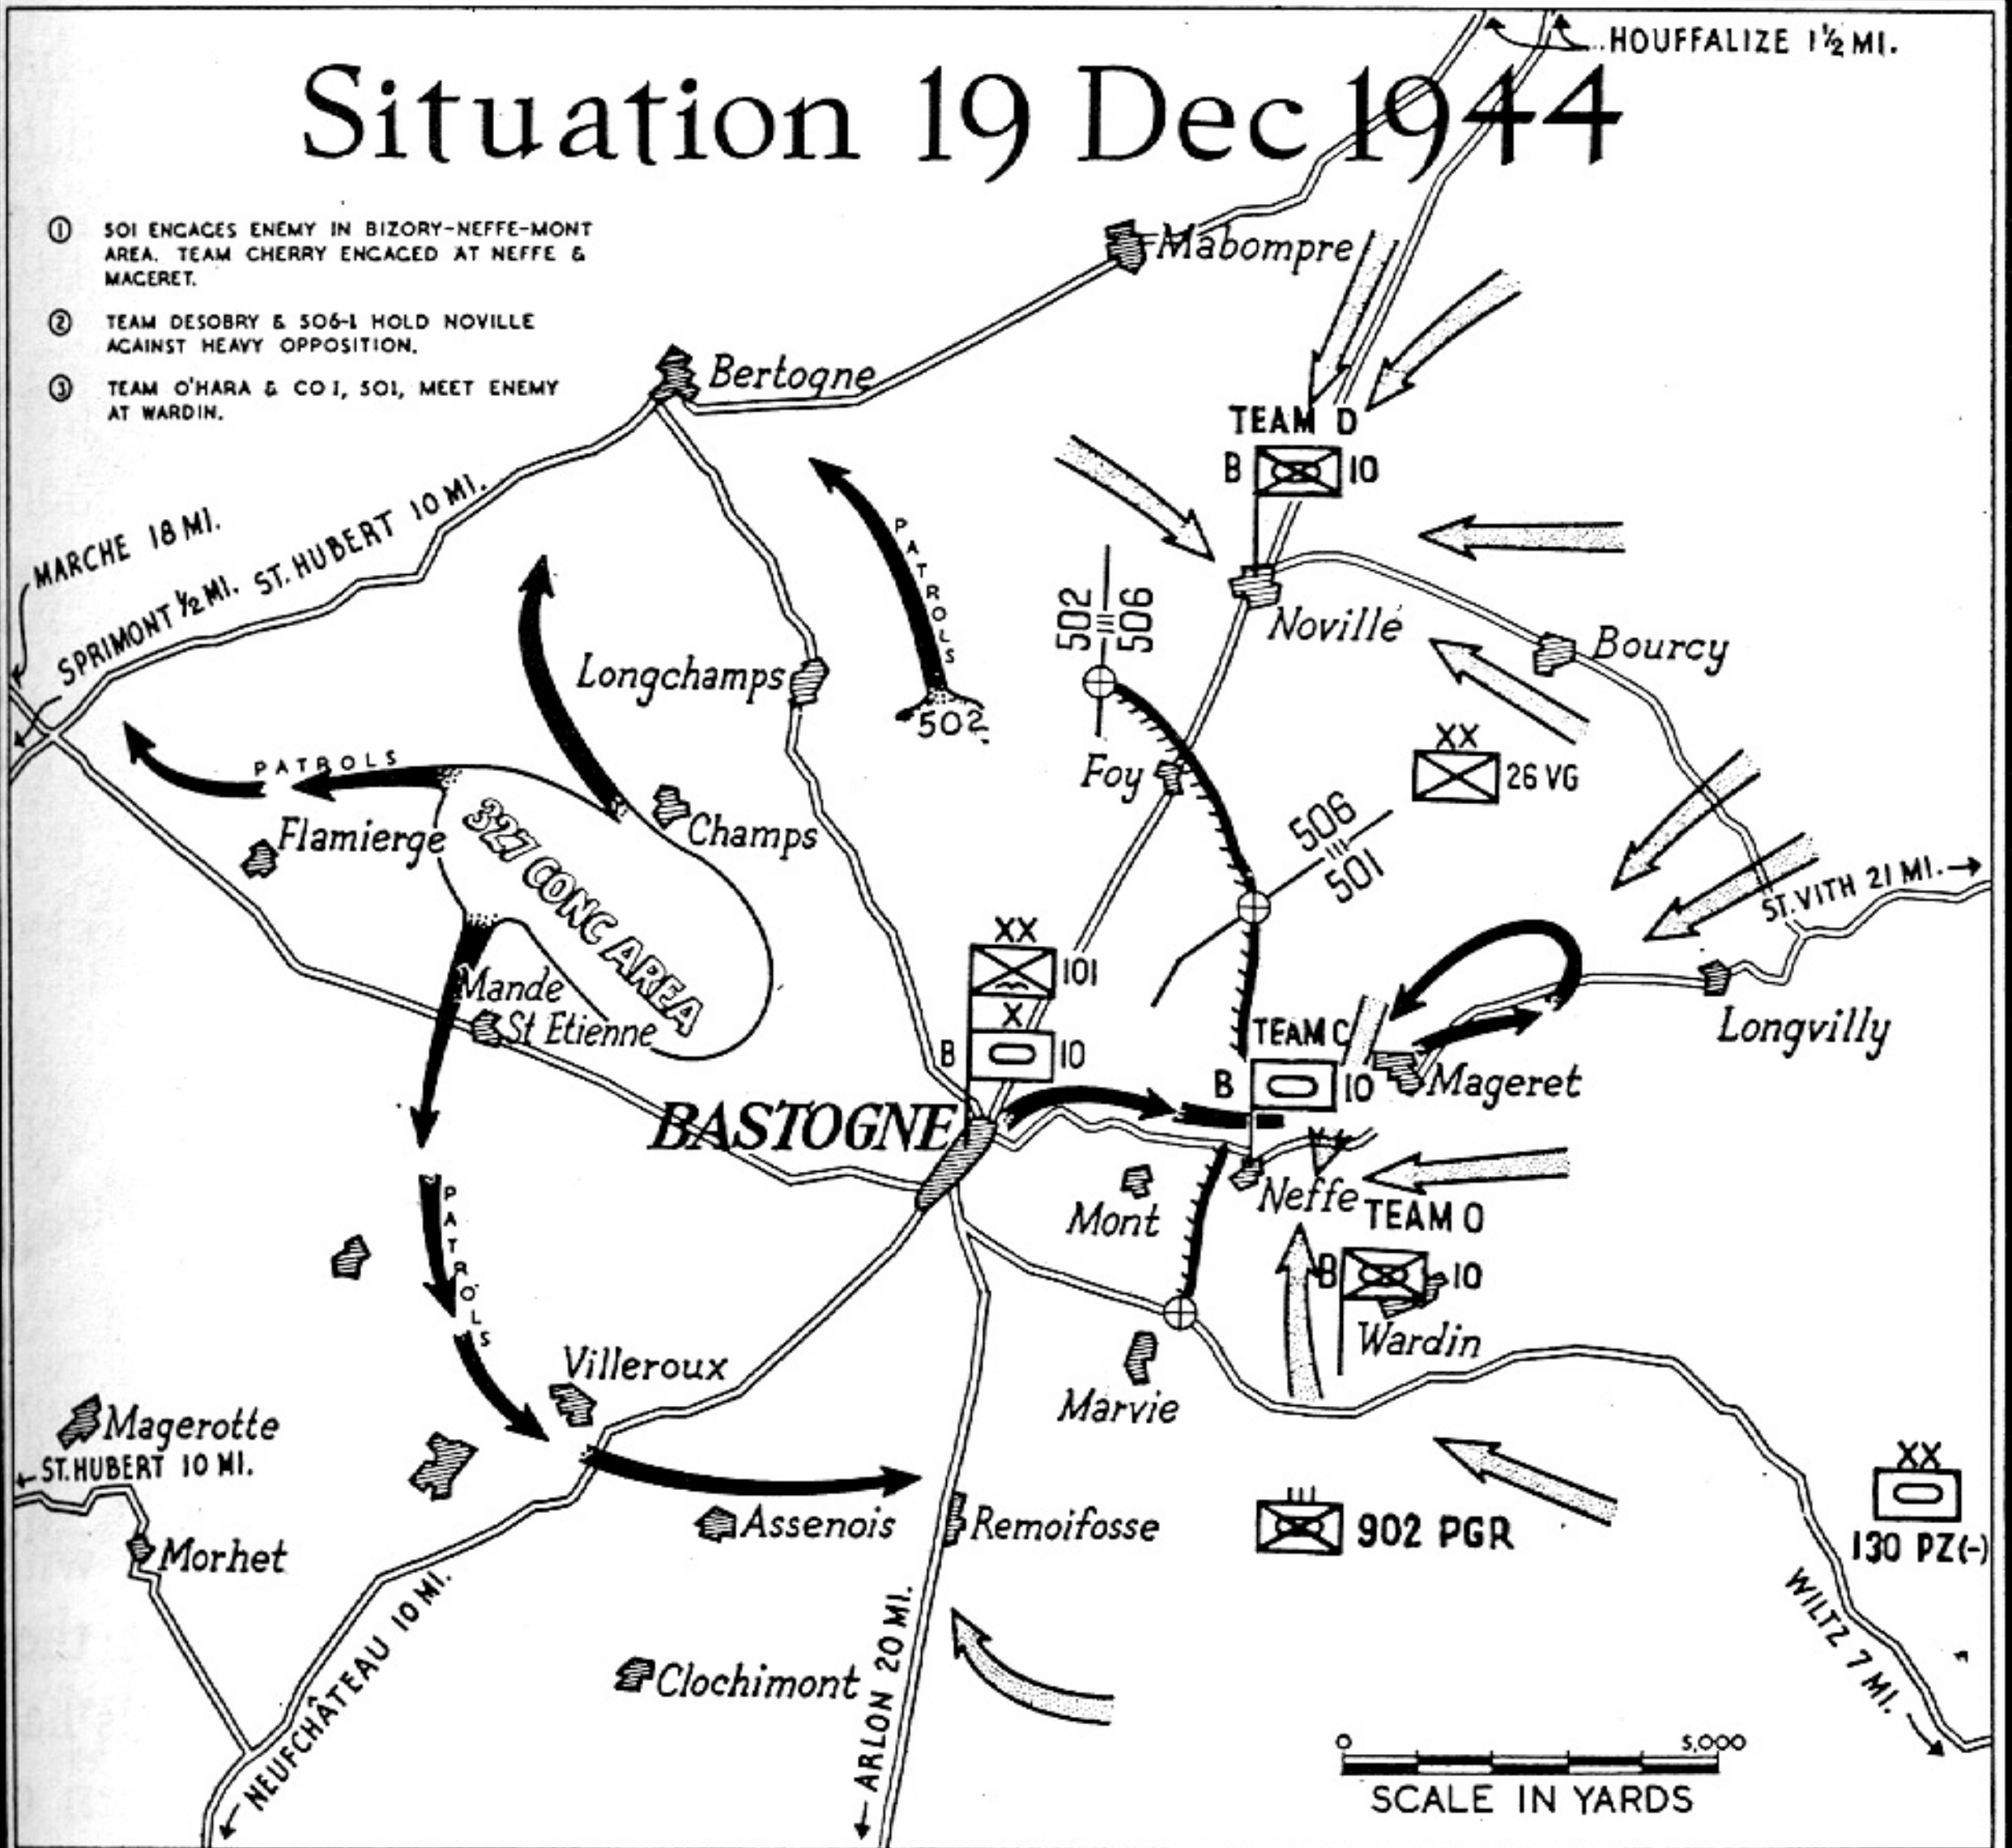 HOUFFALIZE 1½ MI.
Situation 19 Dec 1944
① 501 ENGAGES ENEMY IN BIZORY-NEFFE-MONT
AREA. TEAM CHERRY ENGAGED AT NEFFE &
MAGERET.
② TEAM DESOBRY & 506-1 HOLD NOVILLE
AGAINST HEAVY OPPOSITION.
③ TEAM O'HARA & CO I, 501, MEET ENEMY
AT WARDIN.
Mabompre
Bertogne
TEAM D
B 10
MARCHE 18 MI.
SPRIMONT ½ MI.
ST. HUBERT 10 MI.
PATROLS
502
506
Noville
Bourcy
Longchamps
502
XX
26 VG
PATROLS
Foy
Flamierge
Champs
327 CONC AREA
506
501
ST. VITH 21 MI.
XX
101
X
B 10
Mande
St Etienne
TEAM C
B 10
Longvilly
Mageret
BASTOGNE
Mont
Neffe
TEAM O
B 10
PATROLS
Wardin
Villeroux
Marvie
Magerotte
ST. HUBERT 10 MI.
XX
130 PZ(-)
Assenois
Remoifosse
III
902 PGR
Morhet
NEUFCHÂTEAU 10 MI.
Clochimont
ARLON 20 MI.
WILTZ 7 MI.
0 5,000
SCALE IN YARDS